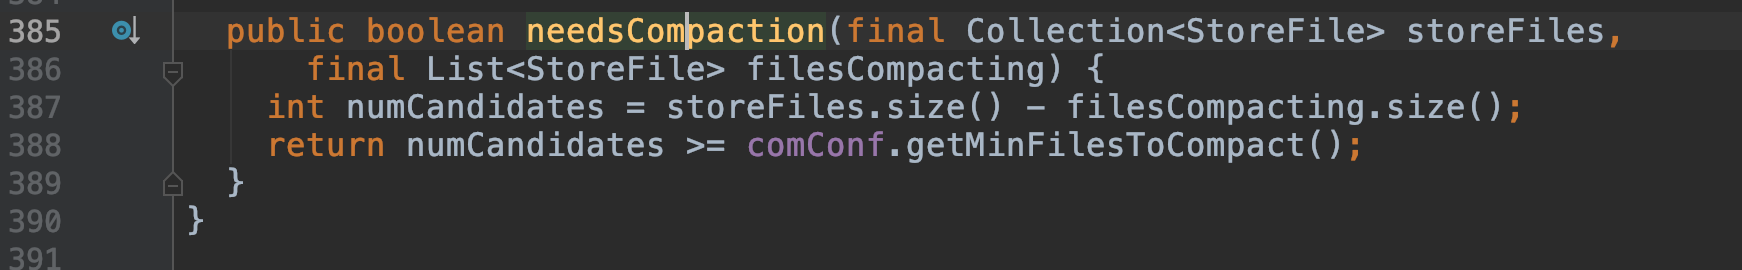 385 public boolean needsCompaction(final Collection<StoreFile> storeFiles,
386 final List<StoreFile> filesCompacting) {
387 int numCandidates = storeFiles.size() - filesCompacting.size();
388 return numCandidates >= comConf.getMinFilesToCompact();
389 }
390 }
391